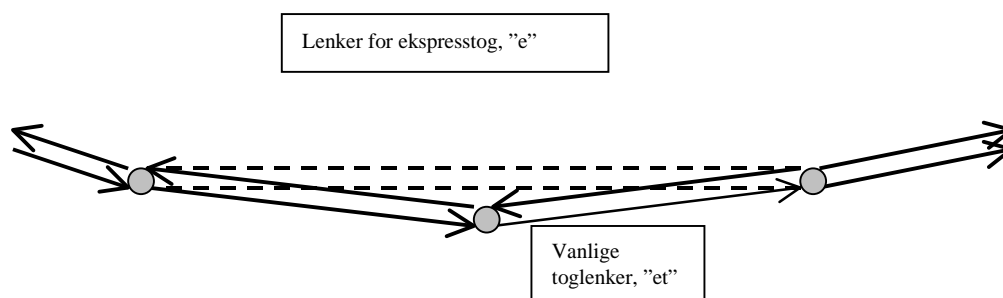 Lenker for ekspresstog, ”e”
Vanlige
toglenker, ”et”